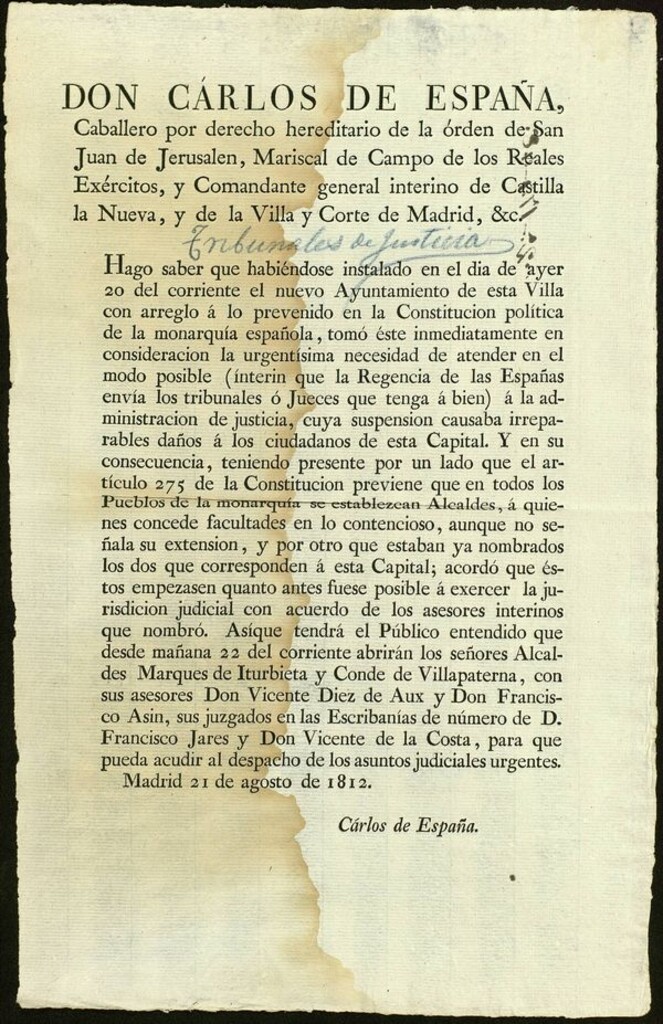 DON CÁRLOS DE ESPAÑA,
Caballero por derecho hereditario de la órden de San
Juan de Jerusalen, Mariscal de Campo de los Reales
Exércitos, y Comandante general interino de Castilla
la Nueva, y de la Villa y Corte de Madrid, &c.
Tribunales de Justicia
Hago saber que habiéndose instalado en el dia de ayer
20 del corriente el nuevo Ayuntamiento de esta Villa
con arreglo á lo prevenido en la Constitucion política
de la monarquía española, tomó éste inmediatamente en
consideracion la urgentísima necesidad de atender en el
modo posible (ínterin que la Regencia de las Españas
envía los tribunales ó Jueces que tenga á bien) á la ad-
ministracion de justicia, cuya suspension causaba irrepa-
rables daños á los ciudadanos de esta Capital. Y en su
consecuencia, teniendo presente por un lado que el ar-
tículo 275 de la Constitucion previene que en todos los
Pueblos de la monarquía se establezcan Alcaldes, á quie-
nes concede facultades en lo contencioso, aunque no se-
ñala su extension, y por otro que estaban ya nombrados
los dos que corresponden á esta Capital; acordó que és-
tos empezasen quanto antes fuese posible á exercer la ju-
risdicion judicial con acuerdo de los asesores interinos
que nombró. Asíque tendrá el Público entendido que
desde mañana 22 del corriente abrirán los señores Alcal-
des Marques de Iturbieta y Conde de Villapaterna, con
sus asesores Don Vicente Diez de Aux y Don Francis-
co Asin, sus juzgados en las Escribanías de número de D.
Francisco Jares y Don Vicente de la Costa, para que
pueda acudir al despacho de los asuntos judiciales urgentes.
Madrid 21 de agosto de 1812.
Cárlos de España.